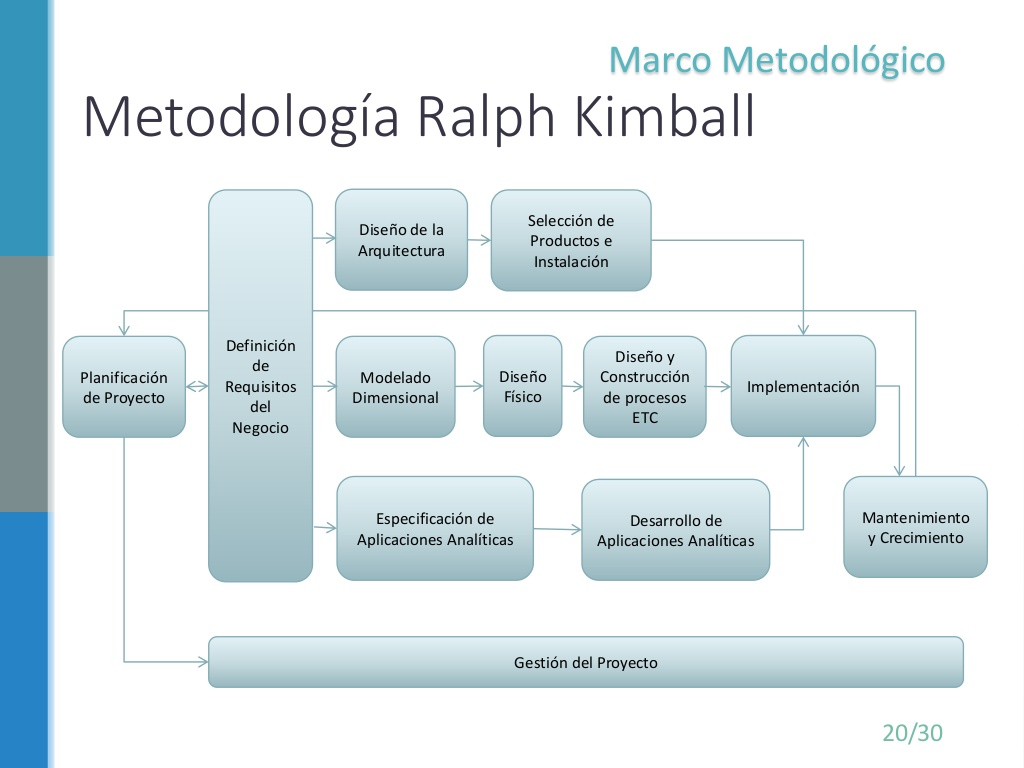 Marco Metodológico
Metodología Ralph Kimball
Diseño de la
Arquitectura
Selección de
Productos e
Instalación
Planificación
de Proyecto
Definición
de
Requisitos
del
Negocio
Modelado
Dimensional
Diseño
Físico
Diseño y
Construcción
de procesos
ETC
Implementación
Especificación de
Aplicaciones Analíticas
Desarrollo de
Aplicaciones Analíticas
Mantenimiento
y Crecimiento
Gestión del Proyecto
20/30